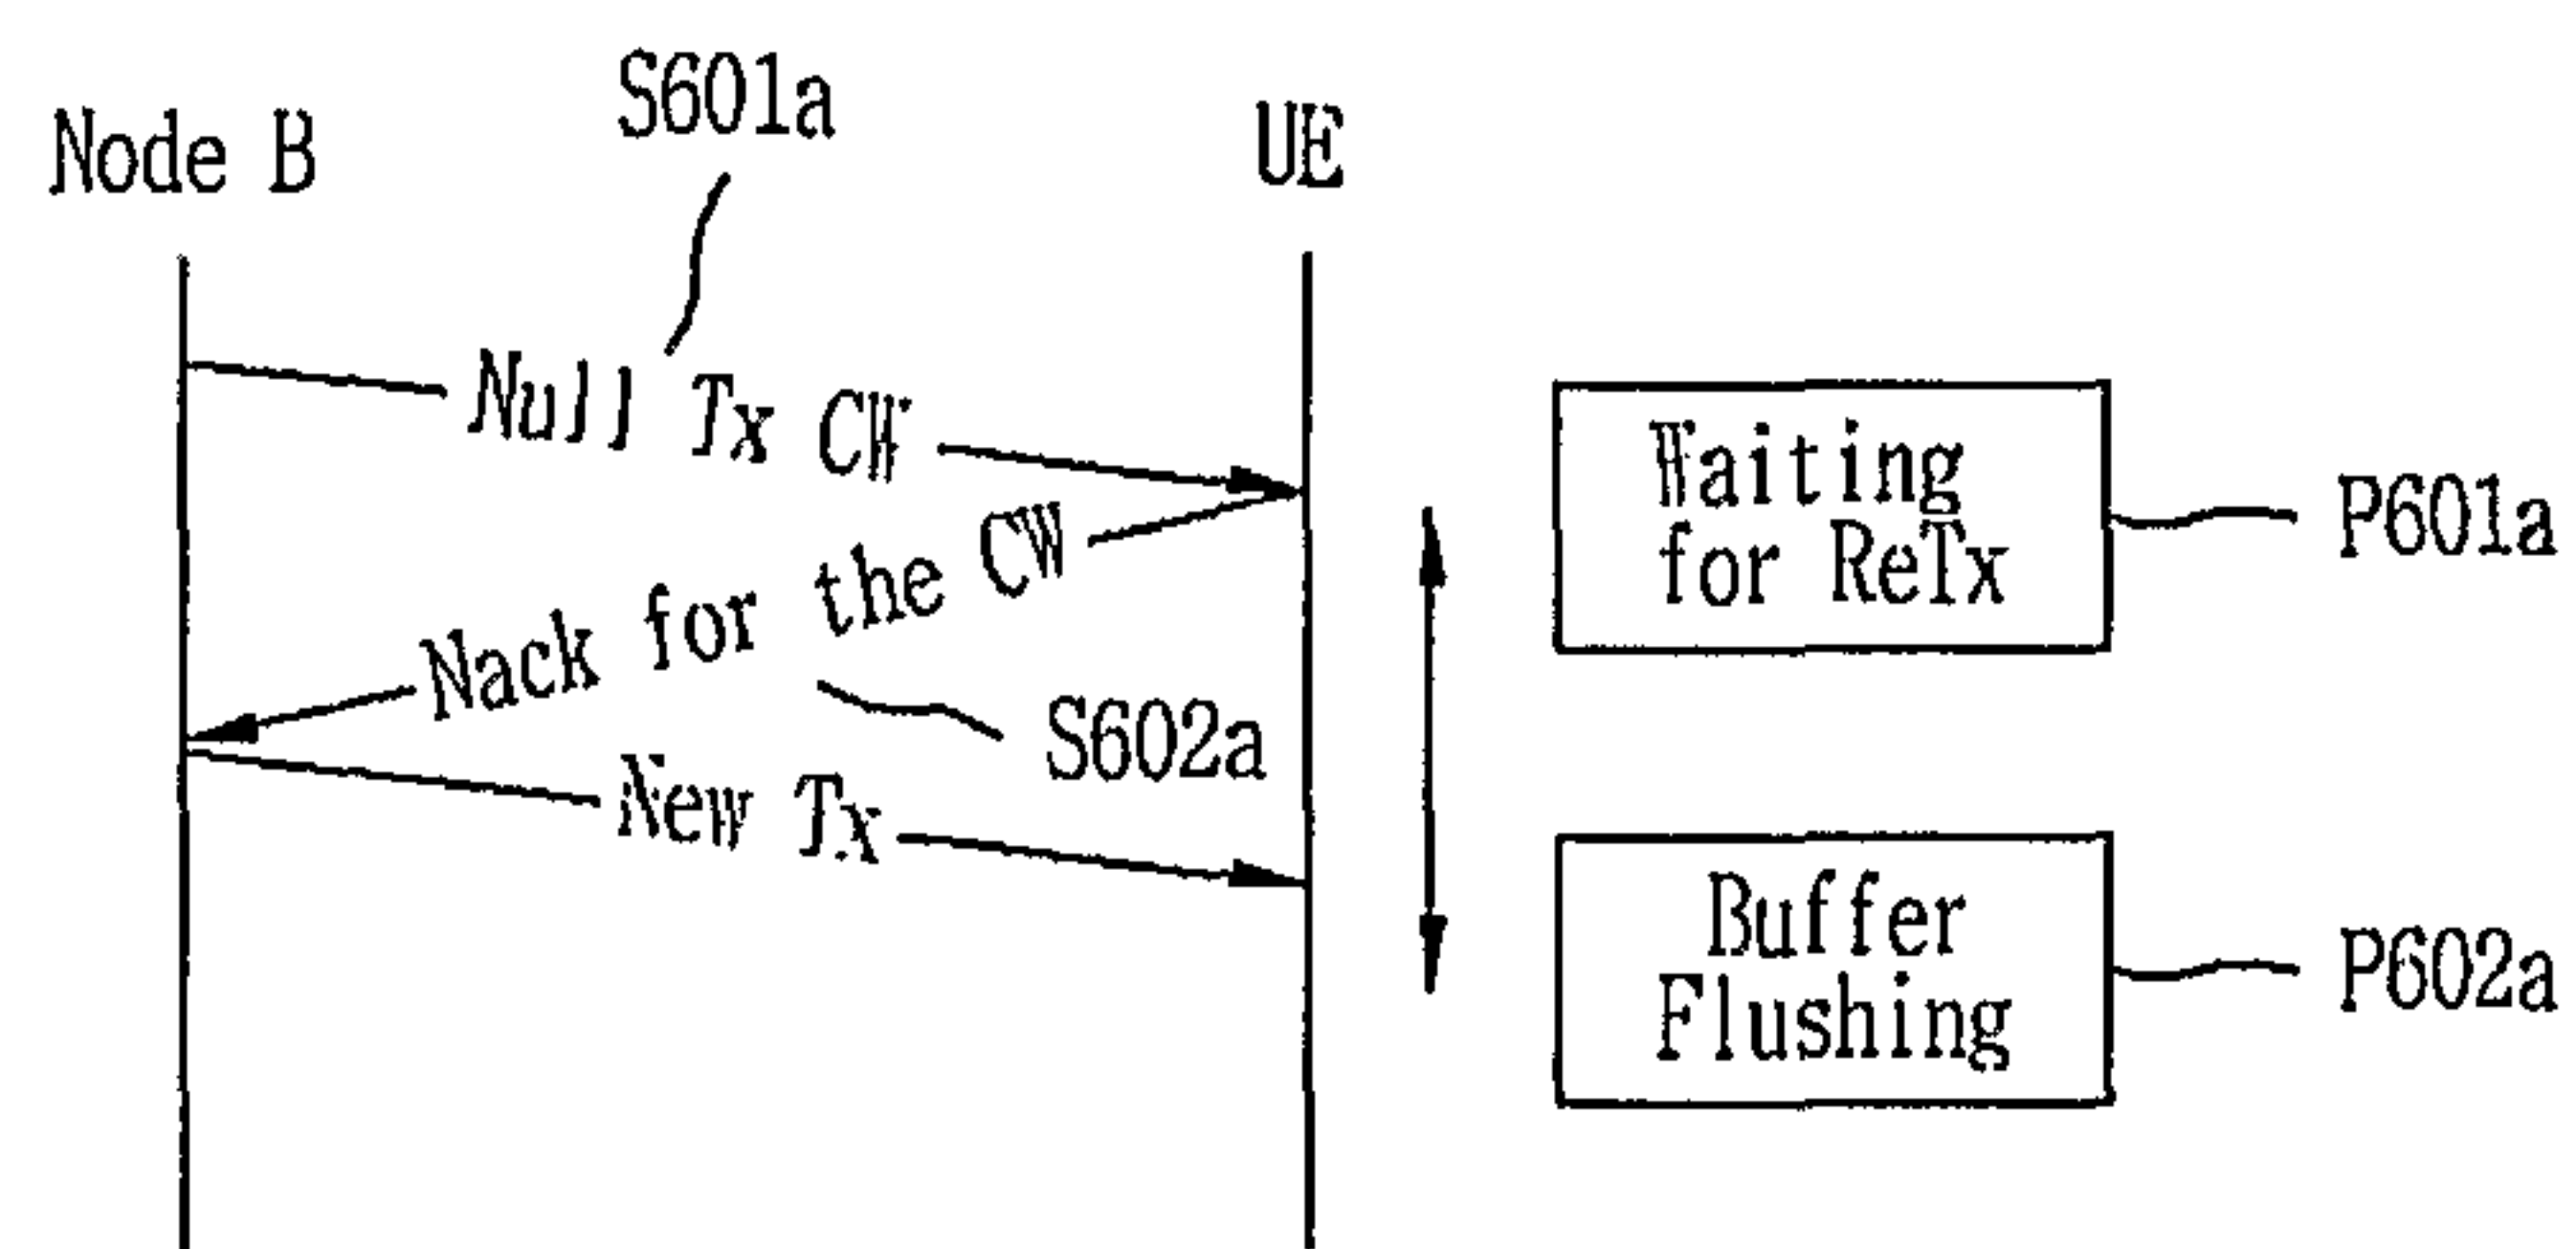 S601a
Node B
UE
Null Tx CW
Waiting
for ReTx
P601a
Nack for the CW
S602a
New Tx
Buffer
Flushing
P602a